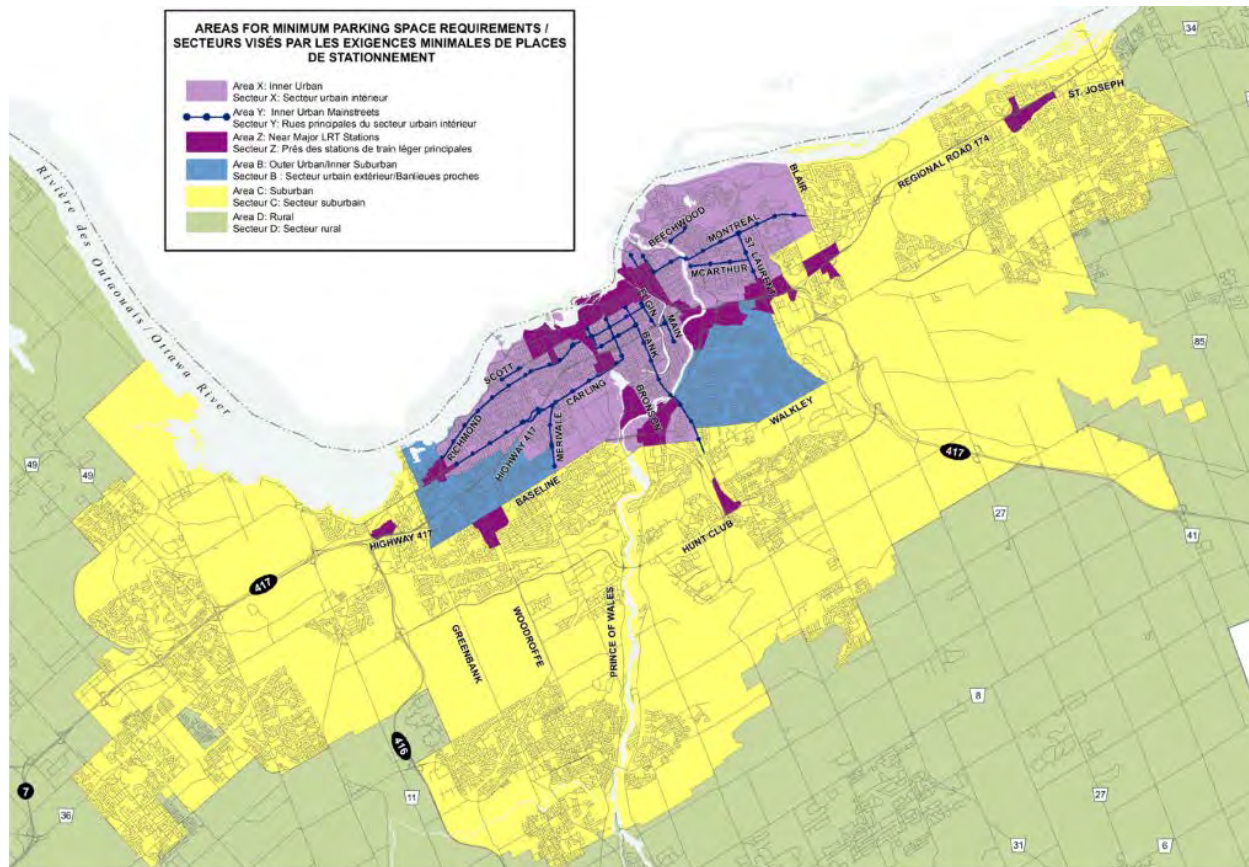 AREAS FOR MINIMUM PARKING SPACE REQUIREMENTS /
SECTEURS VISÉS PAR LES EXIGENCES MINIMALES DE PLACES
DE STATIONNEMENT
Area X: Inner Urban
Secteur X: Secteur urbain intérieur
Area Y: Inner Urban Mainstreets
Secteur Y: Rues principales du secteur urbain intérieur
Area Z: Near Major LRT Stations
Secteur Z: Près des stations de train léger principales
Area B: Outer Urban/Inner Suburban
Secteur B : Secteur urbain extérieur/Banlieues proches
Area C: Suburban
Secteur C: Secteur suburbain
Area D: Rural
Secteur D: Secteur rural
34
ST. JOSEPH
REGIONAL ROAD 174
BLAIR
Rivière des Outaouais / Ottawa River
BEECHWOOD
MONTREAL
ST. LAURENT
MCARTHUR
ELGIN
MAIN
BANK
SCOTT
85
CARLING
BRONSON
WALKLEY
RICHMOND
HIGHWAY 417
MERIVALE
417
49
49
BASELINE
27
HIGHWAY 417
HUNT CLUB
41
417
GREENBANK
WOODROFFE
PRINCE OF WALES
8
416
7
11
27
36
31
6